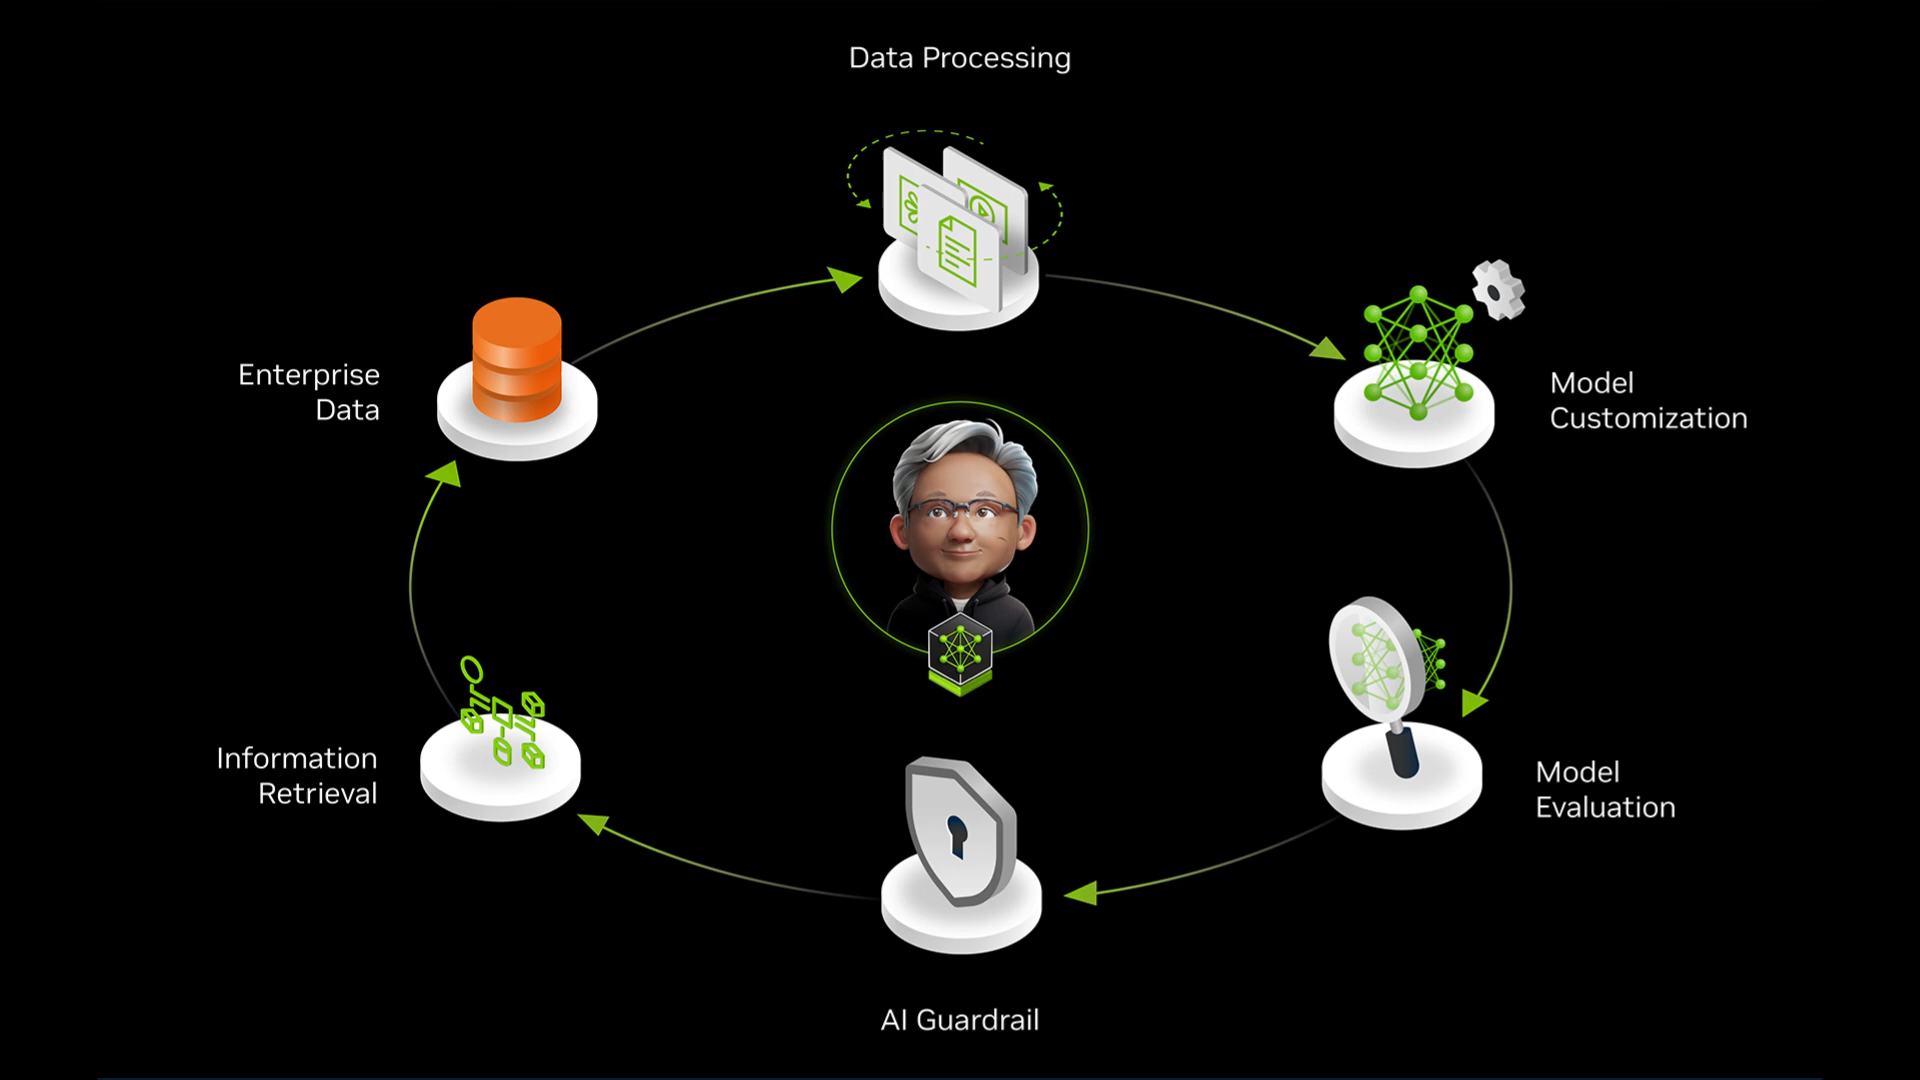 Data Processing
Enterprise
Data
Model
Customization
Information
Retrieval
Model
Evaluation
AI Guardrail